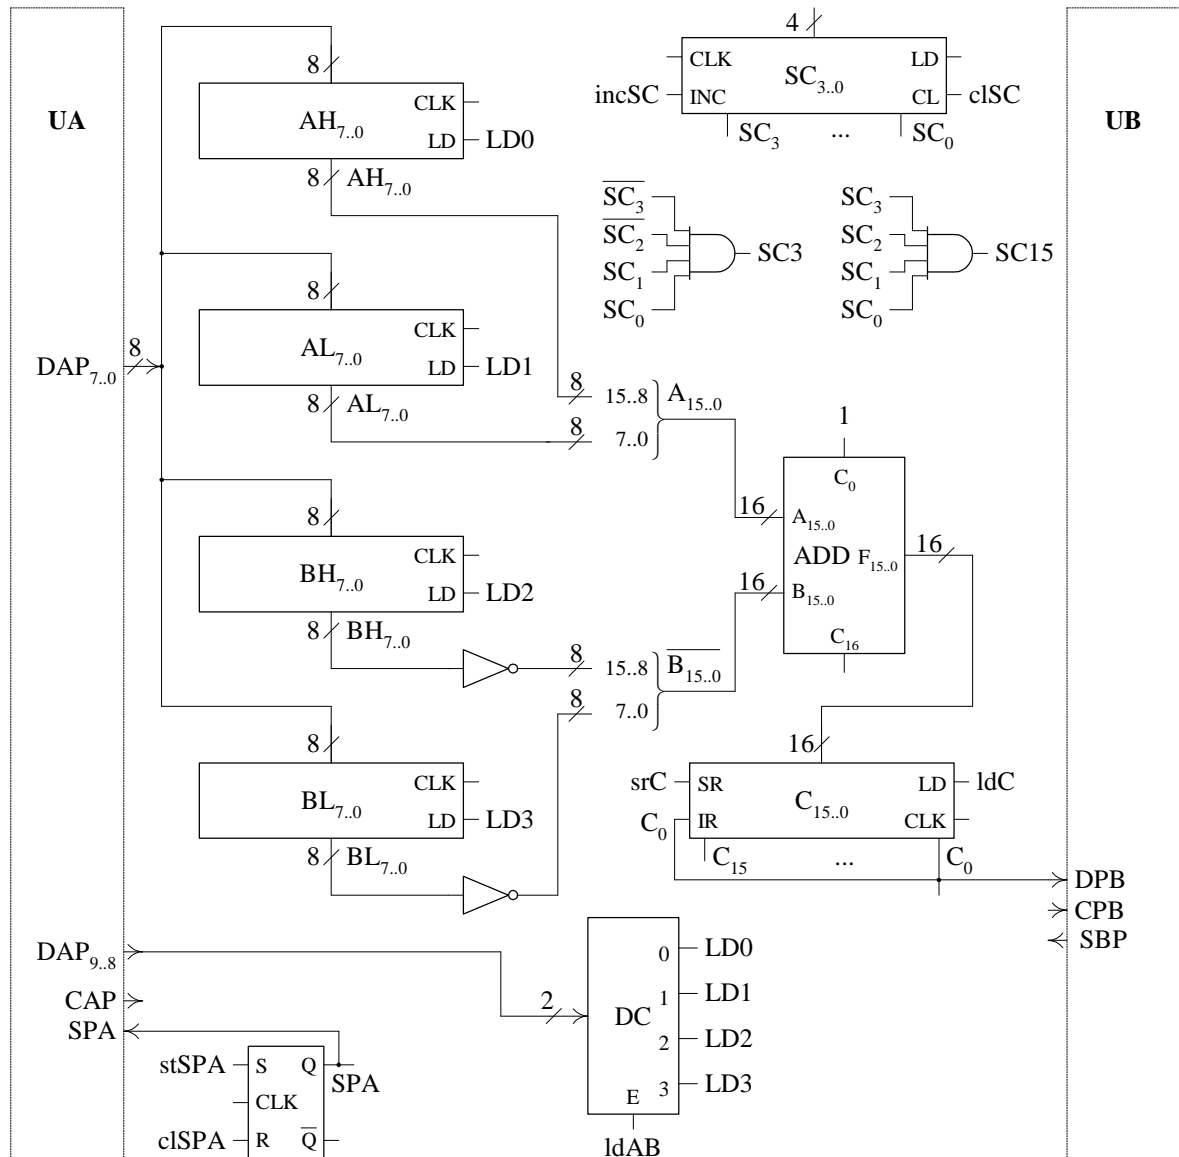 4
8
CLK
SC₃..₀
LD
incSC
INC
CL
clSC
UA
AH₇..₀
CLK
LD
LD0
SC₃
...
SC₀
UB
8
AH₇..₀
S̅C̅₃
S̅C̅₂
SC₁
SC₀
SC3
SC₃
SC₂
SC₁
SC₀
SC15
8
AL₇..₀
CLK
LD
LD1
DAP₇..₀
8
8
AL₇..₀
8
15..8
A₁₅..₀
8
7..0
1
C₀
16
A₁₅..₀
ADD
F₁₅..₀
16
16
B₁₅..₀
C₁₆
8
BH₇..₀
CLK
LD
LD2
8
BH₇..₀
8
15..8
B̅₁₅..₀
8
7..0
8
BL₇..₀
CLK
LD
LD3
8
BL₇..₀
16
srC
SR
C₁₅..₀
LD
ldC
C₀
IR
CLK
C₁₅
...
C₀
DPB
CPB
SBP
DAP₉..₈
CAP
SPA
2
DC
0
LD0
1
LD1
2
LD2
3
LD3
E
ldAB
stSPA
S
Q
SPA
CLK
clSPA
R
Q̅